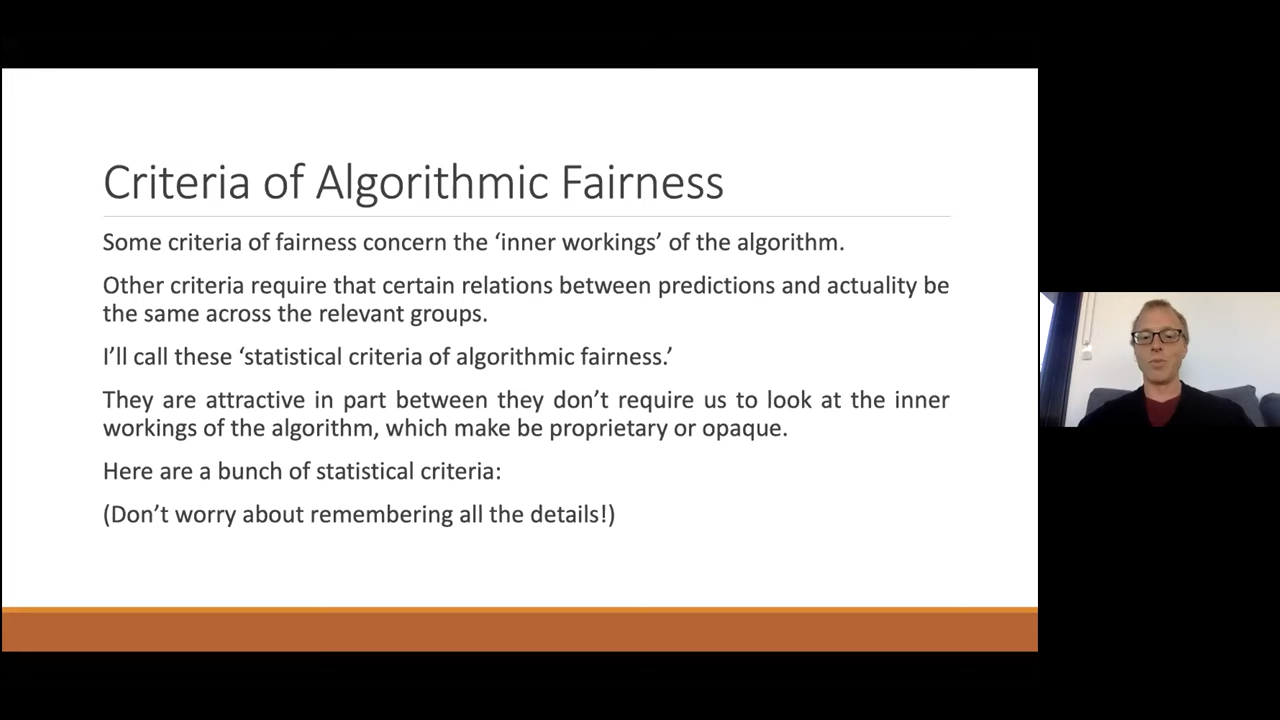 Criteria of Algorithmic Fairness
Some criteria of fairness concern the ‘inner workings’ of the algorithm.
Other criteria require that certain relations between predictions and actuality be
the same across the relevant groups.
I’ll call these ‘statistical criteria of algorithmic fairness.’
They are attractive in part between they don’t require us to look at the inner
workings of the algorithm, which make be proprietary or opaque.
Here are a bunch of statistical criteria:
(Don’t worry about remembering all the details!)